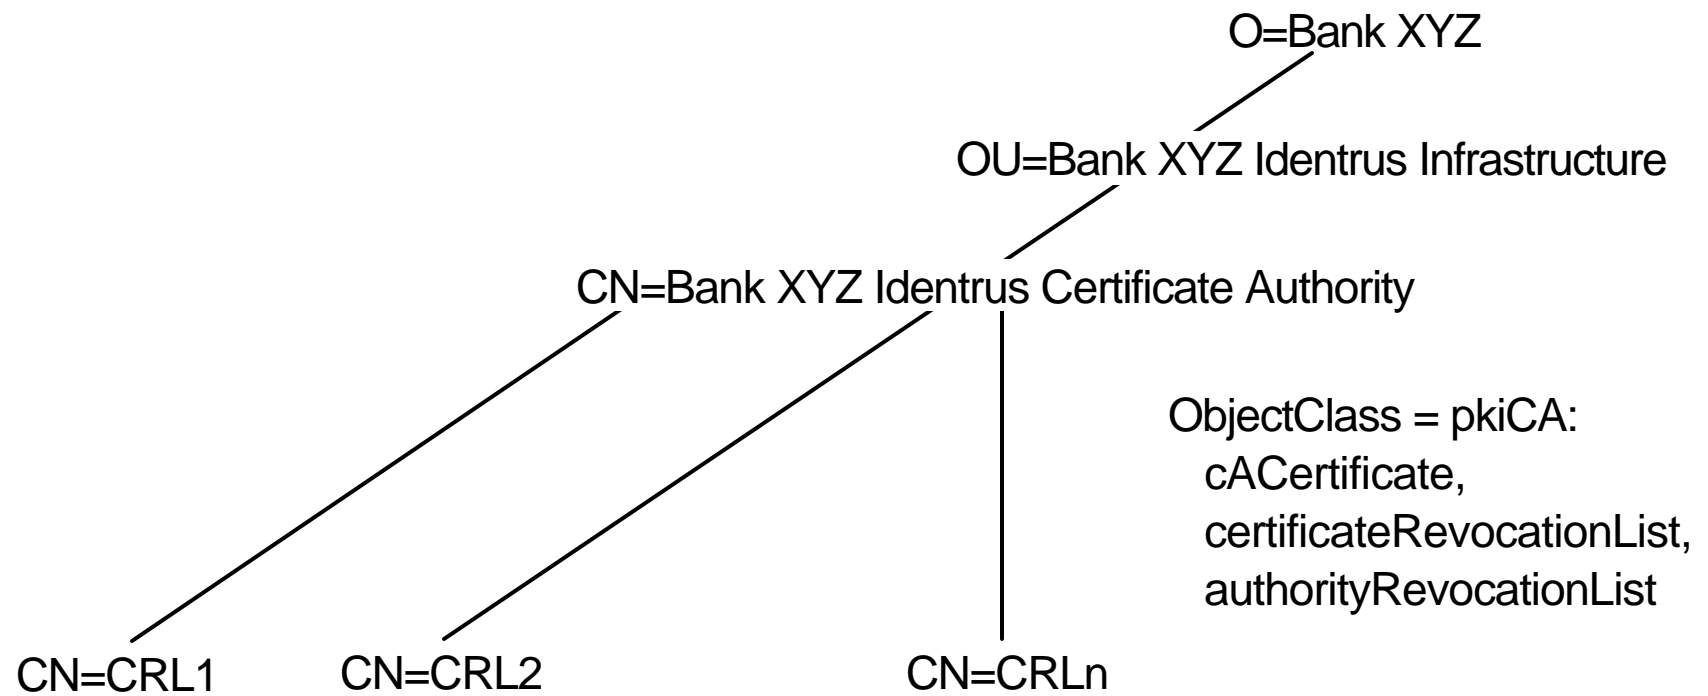 O=Bank XYZ
OU=Bank XYZ Identrus Infrastructure
CN=Bank XYZ Identrus Certificate Authority
ObjectClass = pkiCA:
cACertificate,
certificateRevocationList,
authorityRevocationList
CN=CRL1
CN=CRL2
CN=CRLn